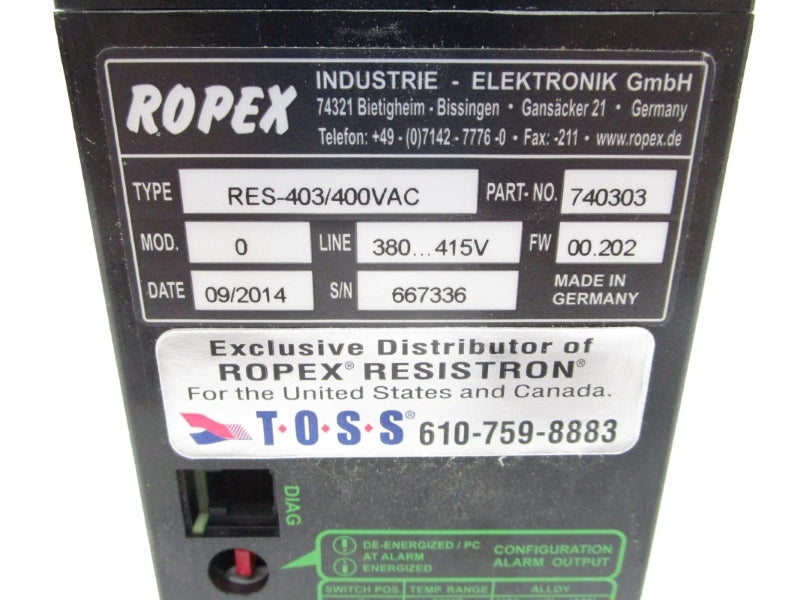 ROPEX
INDUSTRIE - ELEKTRONIK GmbH
74321 Bietigheim - Bissingen • Gansäcker 21 • Germany
Telefon: +49 - (0)7142 - 7776 -0 • Fax: -211 • www.ropex.de
TYPE RES-403/400VAC PART-NO. 740303
MOD. 0 LINE 380...415V FW 00.202
DATE 09/2014 S/N 667336 MADE IN
GERMANY
Exclusive Distributor of
ROPEX® RESISTRON®
For the United States and Canada.
T•O•S•S® 610-759-8883
DIAG
DE-ENERGIZED / PC
AT ALARM
ENERGIZED
CONFIGURATION
ALARM OUTPUT
SWITCH POS. TEMP. RANGE ALLOY